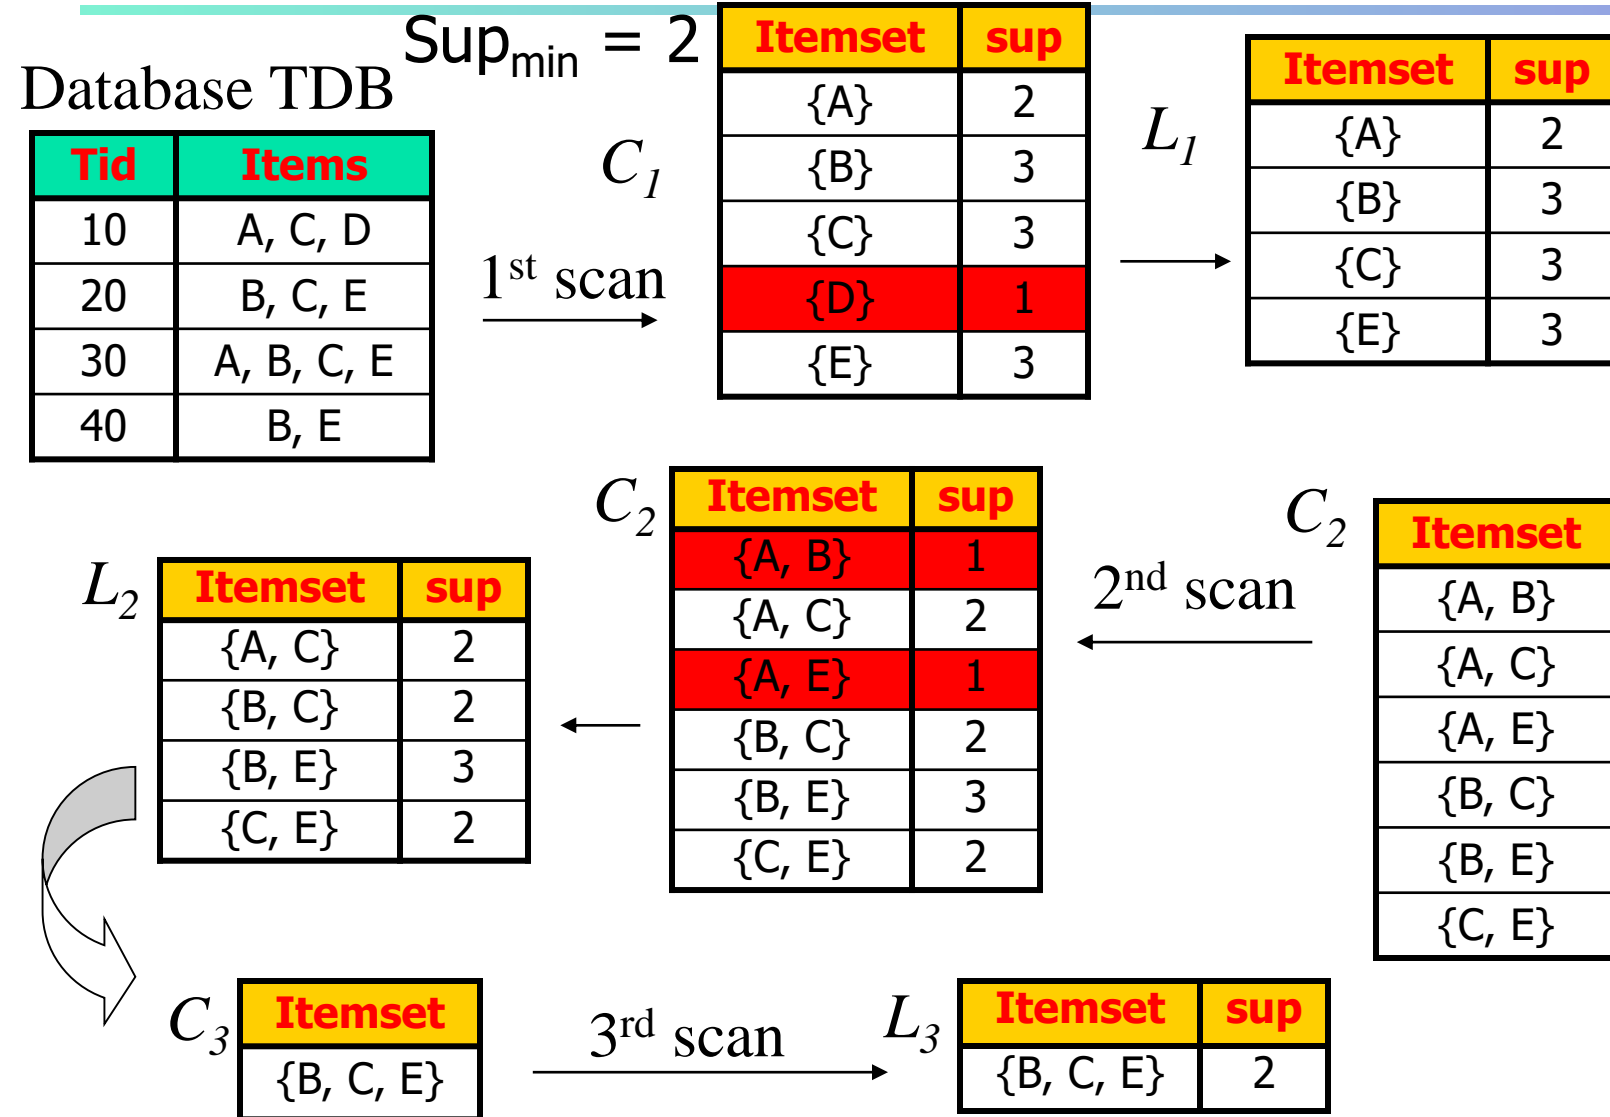 Sup_min = 2
Database TDB
Tid Items
10 A, C, D
20 B, C, E
30 A, B, C, E
40 B, E
1st scan
C_1
Itemset sup
{A} 2
{B} 3
{C} 3
{D} 1
{E} 3
L_1
Itemset sup
{A} 2
{B} 3
{C} 3
{E} 3
C_2
Itemset
{A, B}
{A, C}
{A, E}
{B, C}
{B, E}
{C, E}
2nd scan
C_2
Itemset sup
{A, B} 1
{A, C} 2
{A, E} 1
{B, C} 2
{B, E} 3
{C, E} 2
L_2
Itemset sup
{A, C} 2
{B, C} 2
{B, E} 3
{C, E} 2
C_3
Itemset
{B, C, E}
3rd scan
L_3
Itemset sup
{B, C, E} 2